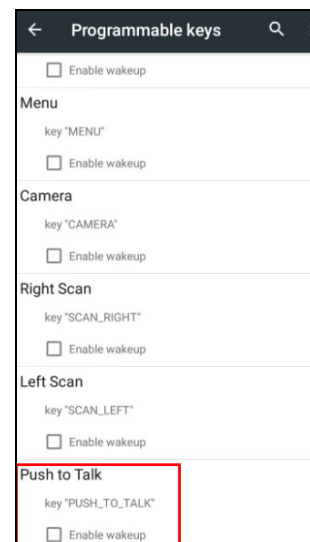 Programmable keys
Enable wakeup
Menu
key "MENU"
Enable wakeup
Camera
key "CAMERA"
Enable wakeup
Right Scan
key "SCAN_RIGHT"
Enable wakeup
Left Scan
key "SCAN_LEFT"
Enable wakeup
Push to Talk
key "PUSH_TO_TALK"
Enable wakeup